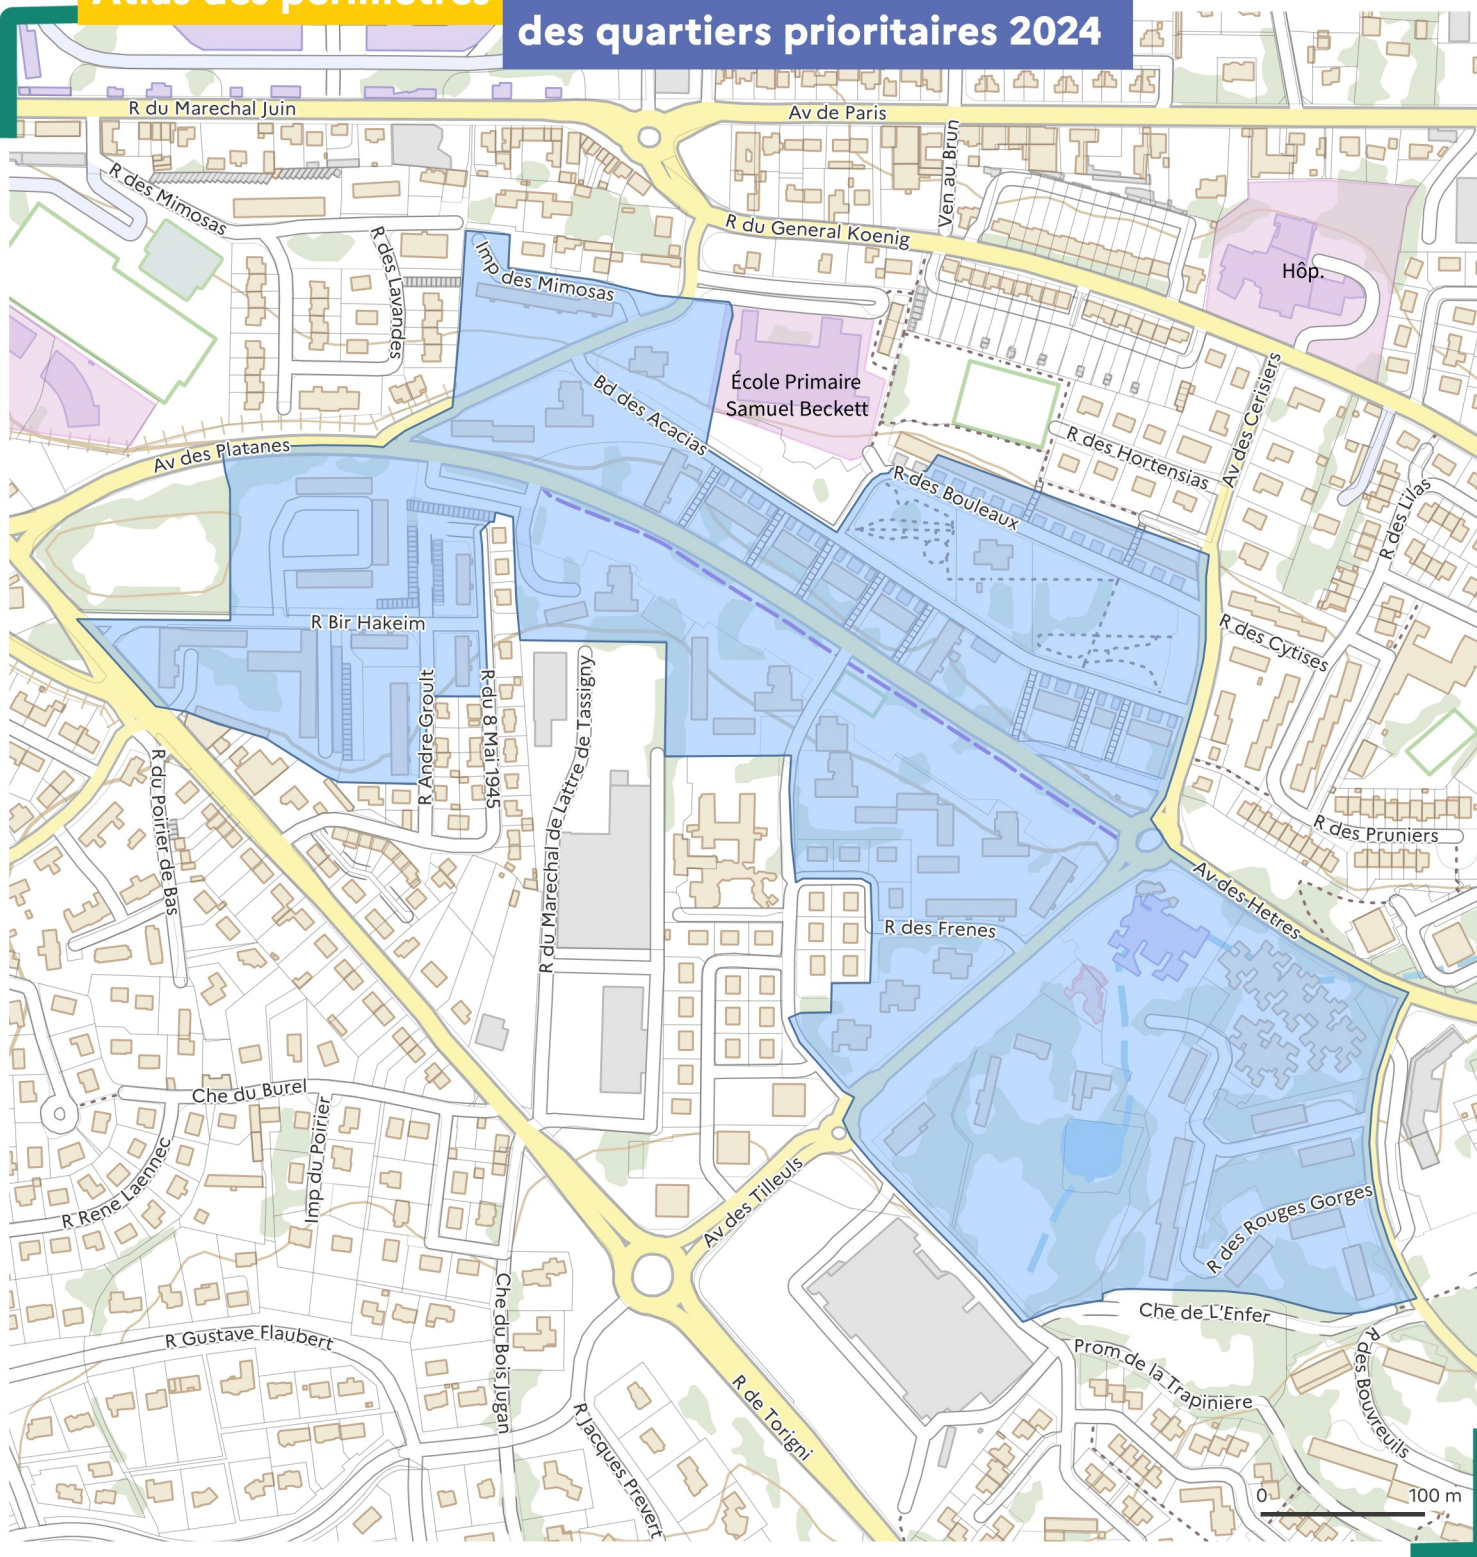 Atlas des périmètres
des quartiers prioritaires 2024
R du Marechal Juin
Av de Paris
Ven au Brun
R des Mimosas
R du General Koenig
R des Lavandes
Imp des Mimosas
Hôp.
École Primaire
Samuel Beckett
Bd des Acacias
Av des Cerisiers
R des Hortensias
Av des Platanes
R des Bouleaux
R des Lilas
R Bir Hakeim
R des Cytises
R Andre Groult
R du 8 Mai 1945
R du Marechal de Lattre de Tassigny
R du Poirier de Bas
R des Pruniers
Av des Hetres
R des Frenes
Che du Burel
Imp du Poirier
R Rene Laennec
Av des Tilleuls
R des Rouges Gorges
Che de L'Enfer
Che du Bois Jugan
R Gustave Flaubert
Prom de la Trapiniere
R des Bouvreuils
R de Torigni
R Jacques Prevert
0 100 m